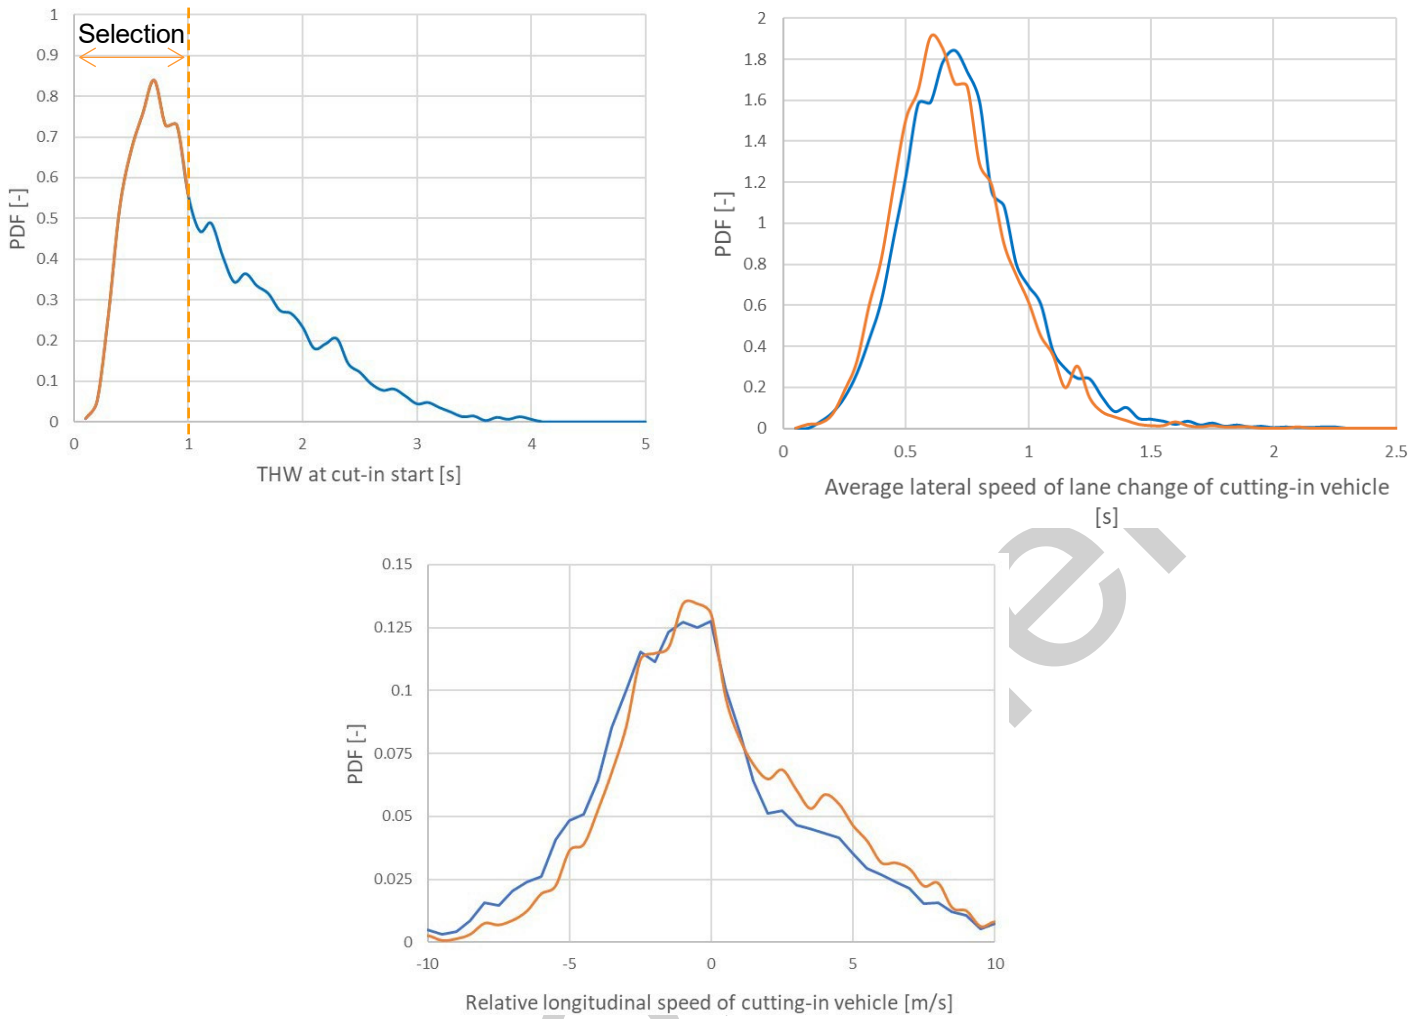 Selection
1
0.9
0.8
0.7
0.6
0.5
0.4
0.3
0.2
0.1
0
PDF [-]
0 1 2 3 4 5
THW at cut-in start [s]
2
1.8
1.6
1.4
1.2
1
0.8
0.6
0.4
0.2
0
PDF [-]
0 0.5 1 1.5 2 2.5
Average lateral speed of lane change of cutting-in vehicle
[s]
0.15
0.125
0.1
0.075
0.05
0.025
0
PDF [-]
-10 -5 0 5 10
Relative longitudinal speed of cutting-in vehicle [m/s]